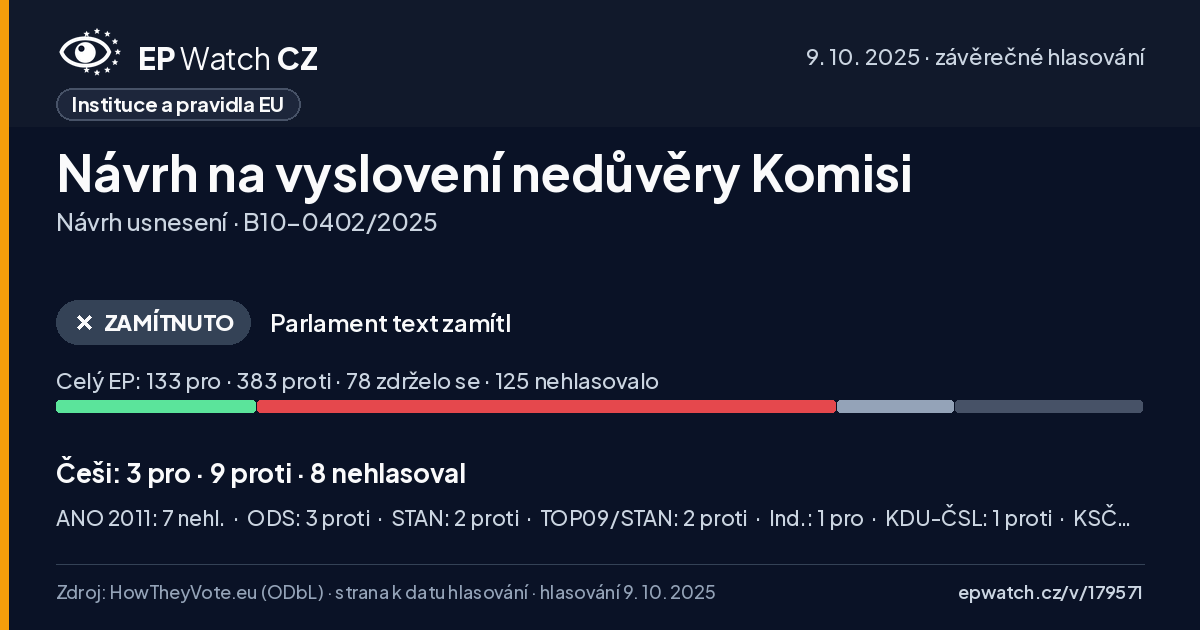 EP Watch CZ
9. 10. 2025 · závěrečné hlasování
Instituce a pravidla EU
Návrh na vyslovení nedůvěry Komisi
Návrh usnesení · B10-0402/2025
✕ ZAMÍTNUTO
Parlament text zamítl
Celý EP: 133 pro · 383 proti · 78 zdrželo se · 125 nehlasovalo
Češi: 3 pro · 9 proti · 8 nehlasoval
ANO 2011: 7 nehl. · ODS: 3 proti · STAN: 2 proti · TOP09/STAN: 2 proti · Ind.: 1 pro · KDU-ČSL: 1 proti · KSČ…
Zdroj: HowTheyVote.eu (ODbL) · strana k datu hlasování · hlasování 9. 10. 2025
epwatch.cz/v/179571